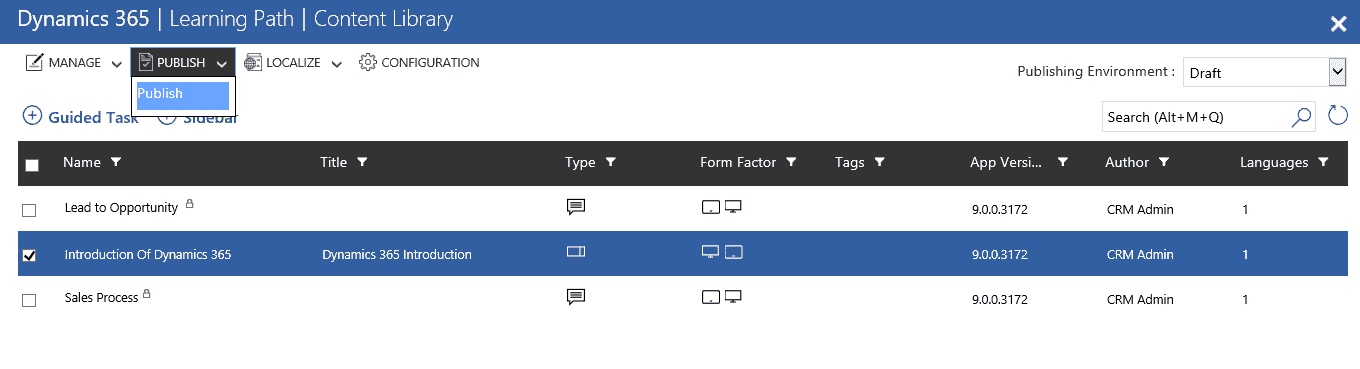 Dynamics 365 | Learning Path | Content Library
MANAGE PUBLISH LOCALIZE CONFIGURATION
Publishing Environment : Draft
Publish
Guided Task Sidebar
Search (Alt+M+Q)
Name Title Type Form Factor Tags App Versi... Author Languages
Lead to Opportunity 9.0.0.3172 CRM Admin 1
Introduction Of Dynamics 365 Dynamics 365 Introduction 9.0.0.3172 CRM Admin 1
Sales Process 9.0.0.3172 CRM Admin 1